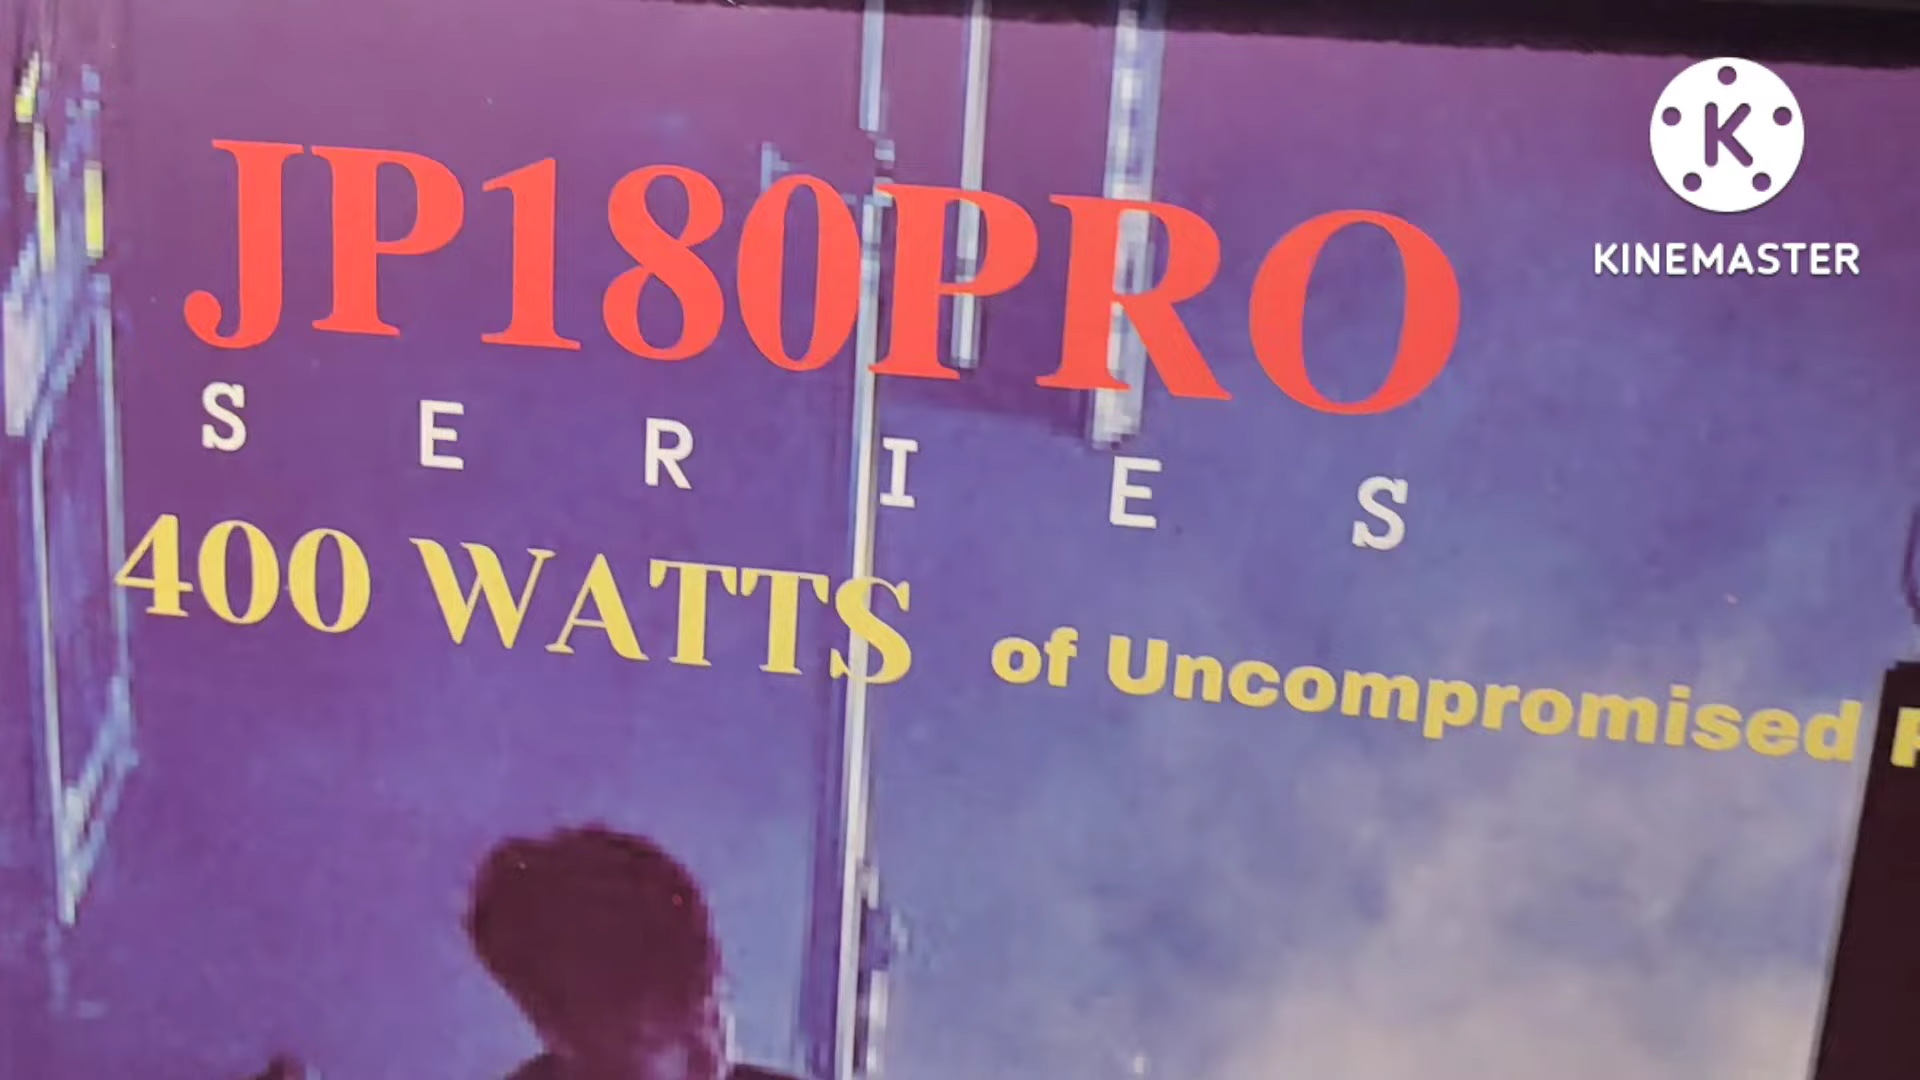 JP180PRO
SERIES
400 WATTS of Uncompromised
K
KINEMASTER